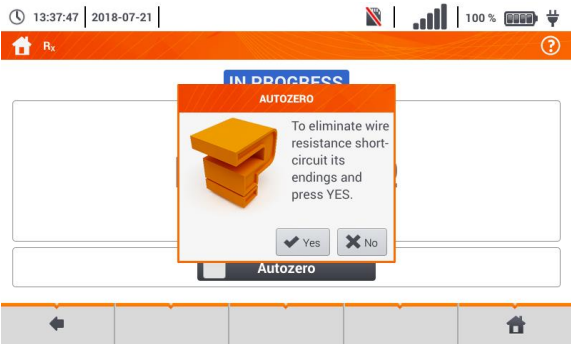 13:37:47 2018-07-21 100 %
Rx
IN PROGRESS
AUTOZERO
To eliminate wire
resistance short-
circuit its
endings and
press YES.
Yes No
Autozero